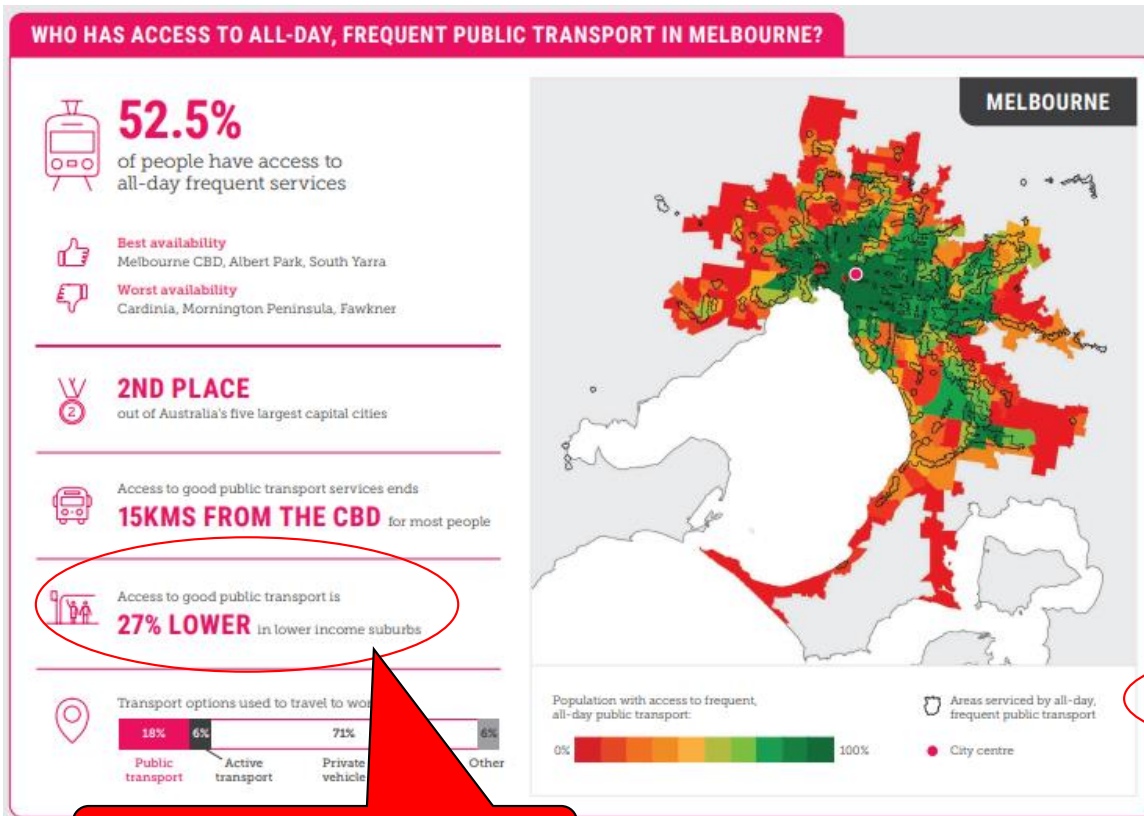 WHO HAS ACCESS TO ALL-DAY, FREQUENT PUBLIC TRANSPORT IN MELBOURNE?
52.5%
of people have access to
all-day frequent services
Best availability
Melbourne CBD, Albert Park, South Yarra
Worst availability
Cardinia, Mornington Peninsula, Fawkner
2
2ND PLACE
out of Australia's five largest capital cities
Access to good public transport services ends
15KMS FROM THE CBD for most people
Access to good public transport is
27% LOWER in lower income suburbs
Transport options used to travel to
18% 6% 71% 6%
Public transport
Active transport
Private vehicle
Other
MELBOURNE
Population with access to frequent,
all-day public transport:
0% 100%
Areas serviced by all-day,
frequent public transport
City centre